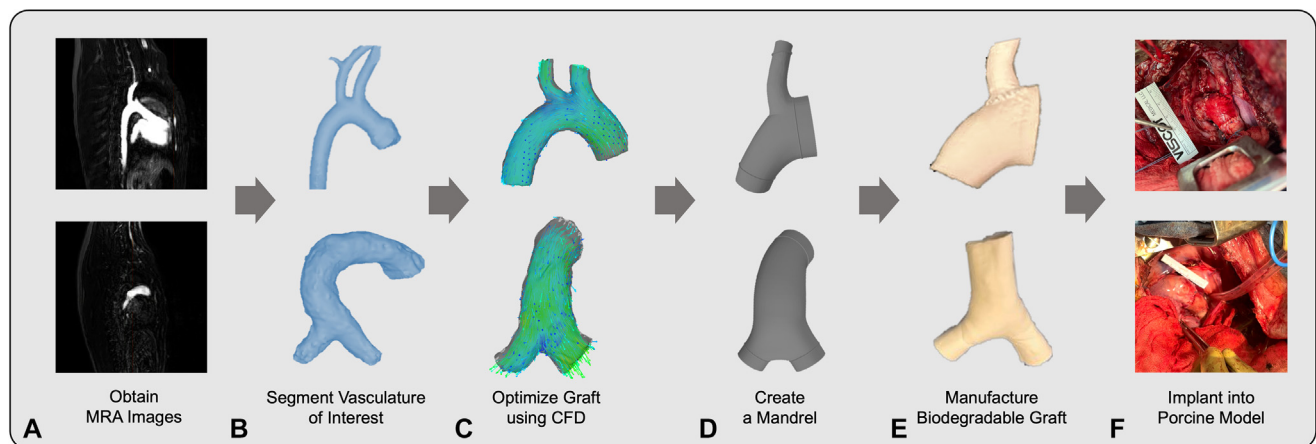 A
Obtain
MRA Images
B
Segment Vasculature
of Interest
C
Optimize Graft
using CFD
D
Create
a Mandrel
E
Manufacture
Biodegradable Graft
F
Implant into
Porcine Model
VISCOT